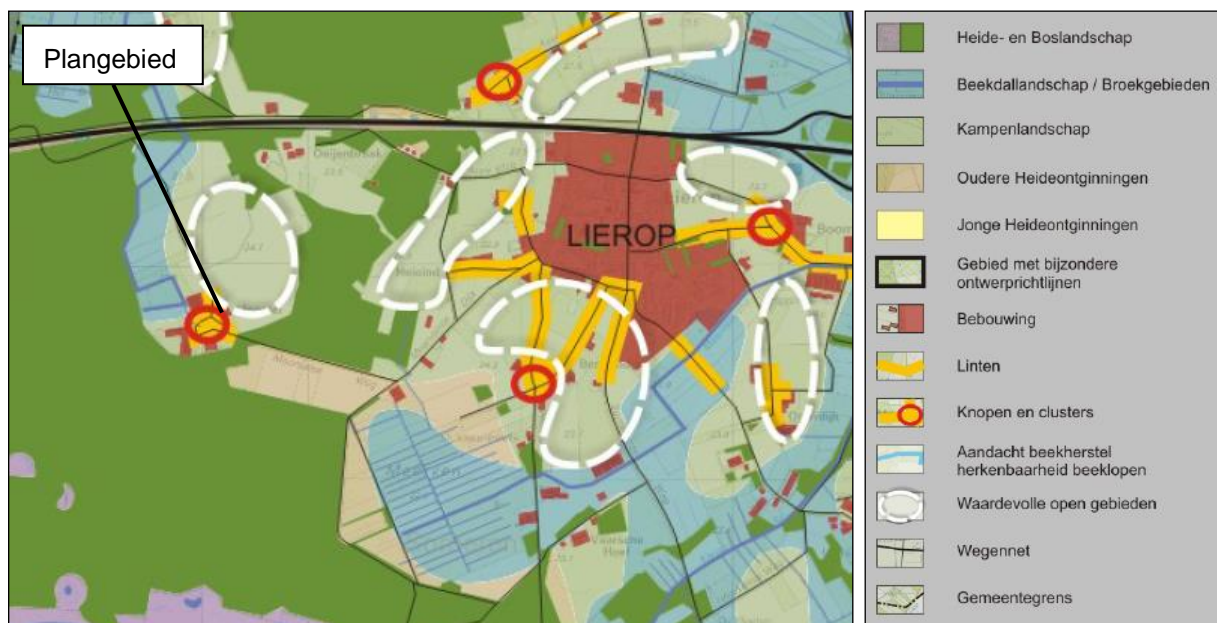 Plangebied
LIEROP
Heide- en Boslandschap
Beekdallandschap / Broekgebieden
Kampenlandschap
Oudere Heideontginningen
Jonge Heideontginningen
Gebied met bijzondere
ontwerprichtlijnen
Bebouwing
Linten
Knopen en clusters
Aandacht beekherstel
herkenbaarheid beeklopen
Waardevolle open gebieden
Wegennet
Gemeentegrens